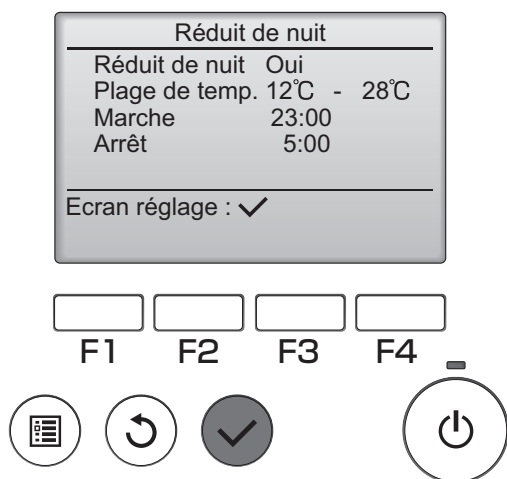 Réduit de nuit
Réduit de nuit Oui
Plage de temp. 12℃ - 28℃
Marche 23:00
Arrêt 5:00
Ecran réglage : ✓
F1 F2 F3 F4